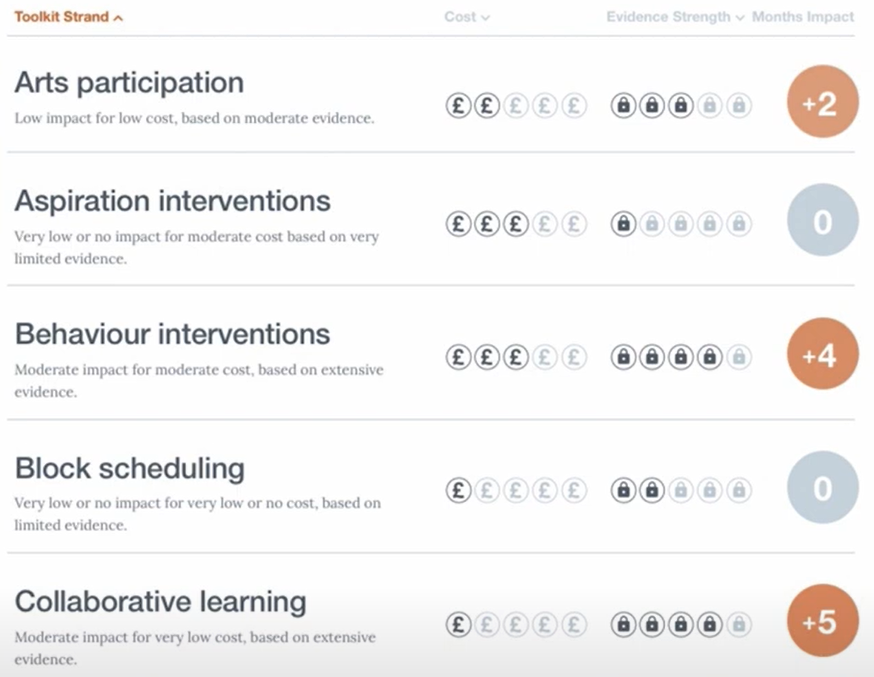 Toolkit Strand Cost Evidence Strength Months Impact
Arts participation
Low impact for low cost, based on moderate evidence.
£ £ £ £ £
+2
Aspiration interventions
Very low or no impact for moderate cost based on very
limited evidence.
£ £ £ £ £
0
Behaviour interventions
Moderate impact for moderate cost, based on extensive
evidence.
£ £ £ £ £
+4
Block scheduling
Very low or no impact for very low or no cost, based on
limited evidence.
£ £ £ £ £
0
Collaborative learning
Moderate impact for very low cost, based on extensive
evidence.
£ £ £ £ £
+5